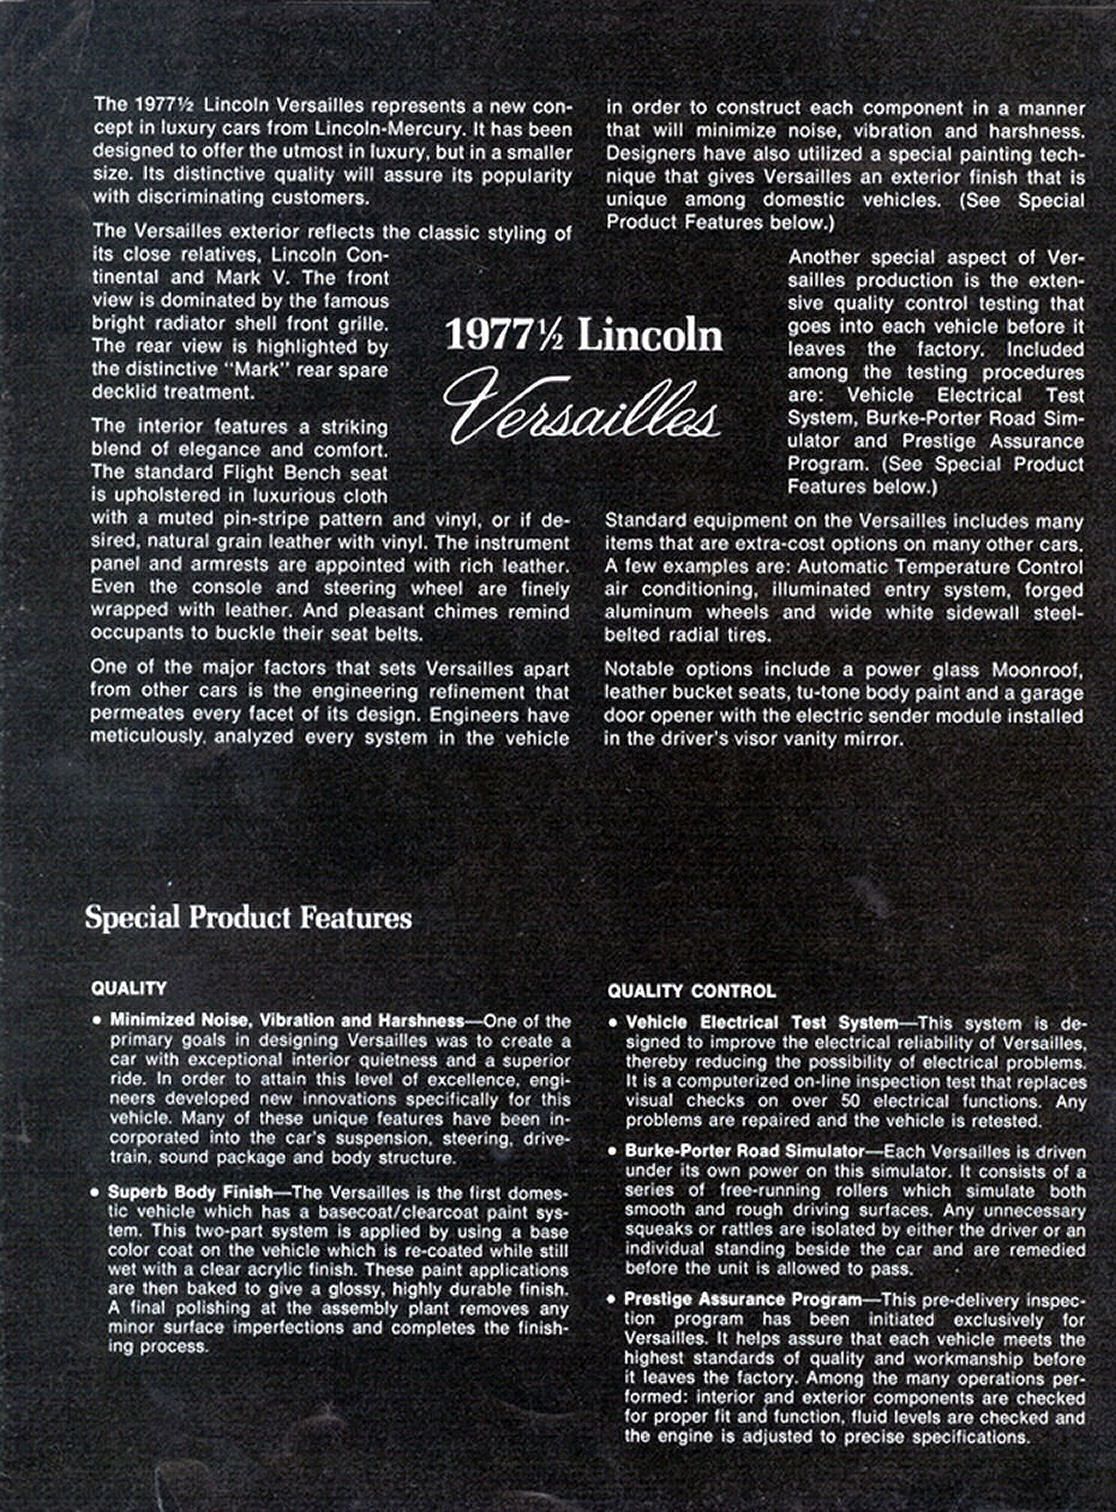 The 1977½ Lincoln Versailles represents a new con-
cept in luxury cars from Lincoln-Mercury. It has been
designed to offer the utmost in luxury, but in a smaller
size. Its distinctive quality will assure its popularity
with discriminating customers.
The Versailles exterior reflects the classic styling of
its close relatives, Lincoln Con-
tinental and Mark V. The front
view is dominated by the famous
bright radiator shell front grille.
The rear view is highlighted by
the distinctive "Mark" rear spare
decklid treatment.
The interior features a striking
blend of elegance and comfort.
The standard Flight Bench seat
is upholstered in luxurious cloth
with a muted pin-stripe pattern and vinyl, or if de-
sired, natural grain leather with vinyl. The instrument
panel and armrests are appointed with rich leather.
Even the console and steering wheel are finely
wrapped with leather. And pleasant chimes remind
occupants to buckle their seat belts.
One of the major factors that sets Versailles apart
from other cars is the engineering refinement that
permeates every facet of its design. Engineers have
meticulously analyzed every system in the vehicle
1977½ Lincoln
Versailles
in order to construct each component in a manner
that will minimize noise, vibration and harshness.
Designers have also utilized a special painting tech-
nique that gives Versailles an exterior finish that is
unique among domestic vehicles. (See Special
Product Features below.)
Another special aspect of Ver-
sailles production is the exten-
sive quality control testing that
goes into each vehicle before it
leaves the factory. Included
among the testing procedures
are: Vehicle Electrical Test
System, Burke-Porter Road Sim-
ulator and Prestige Assurance
Program. (See Special Product
Features below.)
Standard equipment on the Versailles includes many
items that are extra-cost options on many other cars.
A few examples are: Automatic Temperature Control
air conditioning, illuminated entry system, forged
aluminum wheels and wide white sidewall steel-
belted radial tires.
Notable options include a power glass Moonroof,
leather bucket seats, tu-tone body paint and a garage
door opener with the electric sender module installed
in the driver's visor vanity mirror.
Special Product Features
QUALITY
• Minimized Noise, Vibration and Harshness—One of the
primary goals in designing Versailles was to create a
car with exceptional interior quietness and a superior
ride. In order to attain this level of excellence, engi-
neers developed new innovations specifically for this
vehicle. Many of these unique features have been in-
corporated into the car's suspension, steering, drive-
train, sound package and body structure.
• Superb Body Finish—The Versailles is the first domes-
tic vehicle which has a basecoat/clearcoat paint sys-
tem. This two-part system is applied by using a base
color coat on the vehicle which is re-coated while still
wet with a clear acrylic finish. These paint applications
are then baked to give a glossy, highly durable finish.
A final polishing at the assembly plant removes any
minor surface imperfections and completes the finish-
ing process.
QUALITY CONTROL
• Vehicle Electrical Test System—This system is de-
signed to improve the electrical reliability of Versailles,
thereby reducing the possibility of electrical problems.
It is a computerized on-line inspection test that replaces
visual checks on over 50 electrical functions. Any
problems are repaired and the vehicle is retested.
• Burke-Porter Road Simulator—Each Versailles is driven
under its own power on this simulator. It consists of a
series of free-running rollers which simulate both
smooth and rough driving surfaces. Any unnecessary
squeaks or rattles are isolated by either the driver or an
individual standing beside the car and are remedied
before the unit is allowed to pass.
• Prestige Assurance Program—This pre-delivery inspec-
tion program has been initiated exclusively for
Versailles. It helps assure that each vehicle meets the
highest standards of quality and workmanship before
it leaves the factory. Among the many operations per-
formed: interior and exterior components are checked
for proper fit and function, fluid levels are checked and
the engine is adjusted to precise specifications.